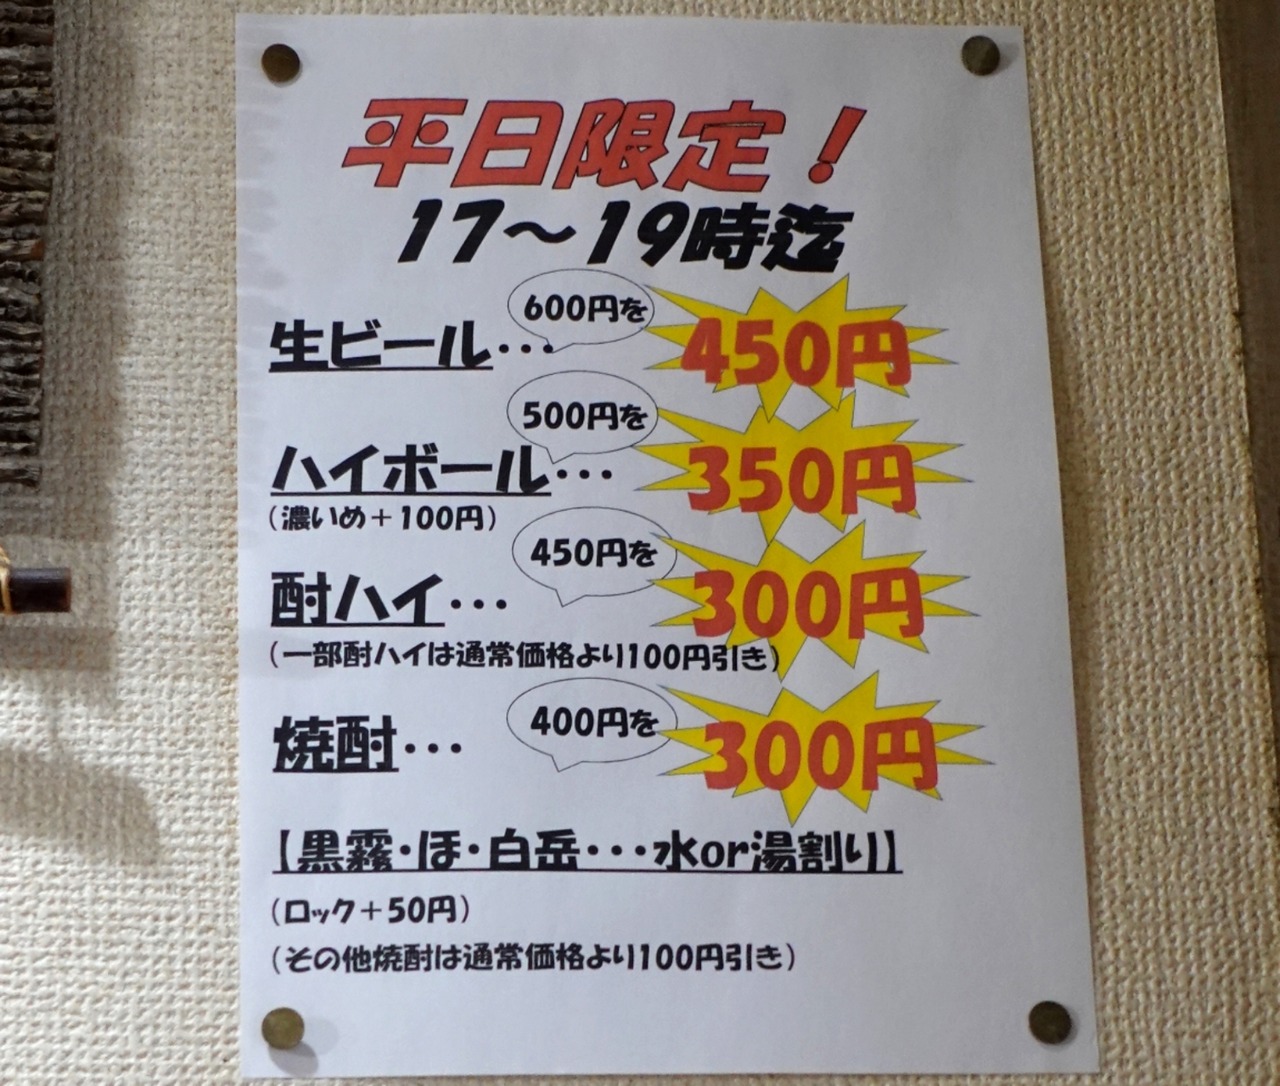 平日限定！
17～19時迄
600円を
生ビール･･･ 450円
500円を
ハイボール･･･ 350円
(濃いめ＋100円)
450円を
酎ハイ･･･ 300円
(一部酎ハイは通常価格より100円引き)
400円を
焼酎･･･ 300円
【黒霧･ほ･白岳･･･水or湯割り】
(ロック＋50円)
(その他焼酎は通常価格より100円引き)